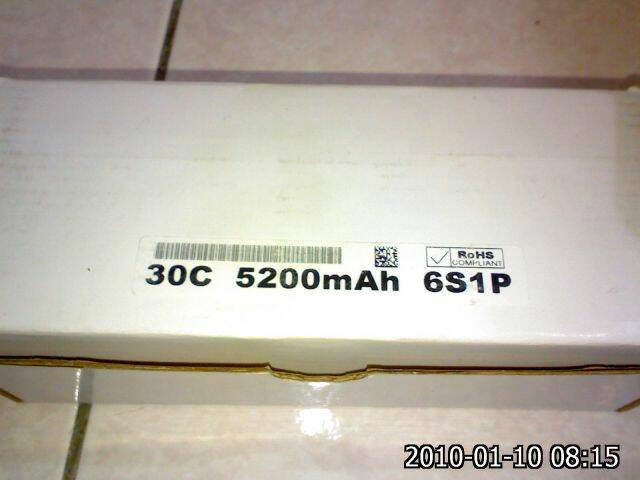 RoHS
COMPLIANT
30C 5200mAh 6S1P
2010-01-10 08:15